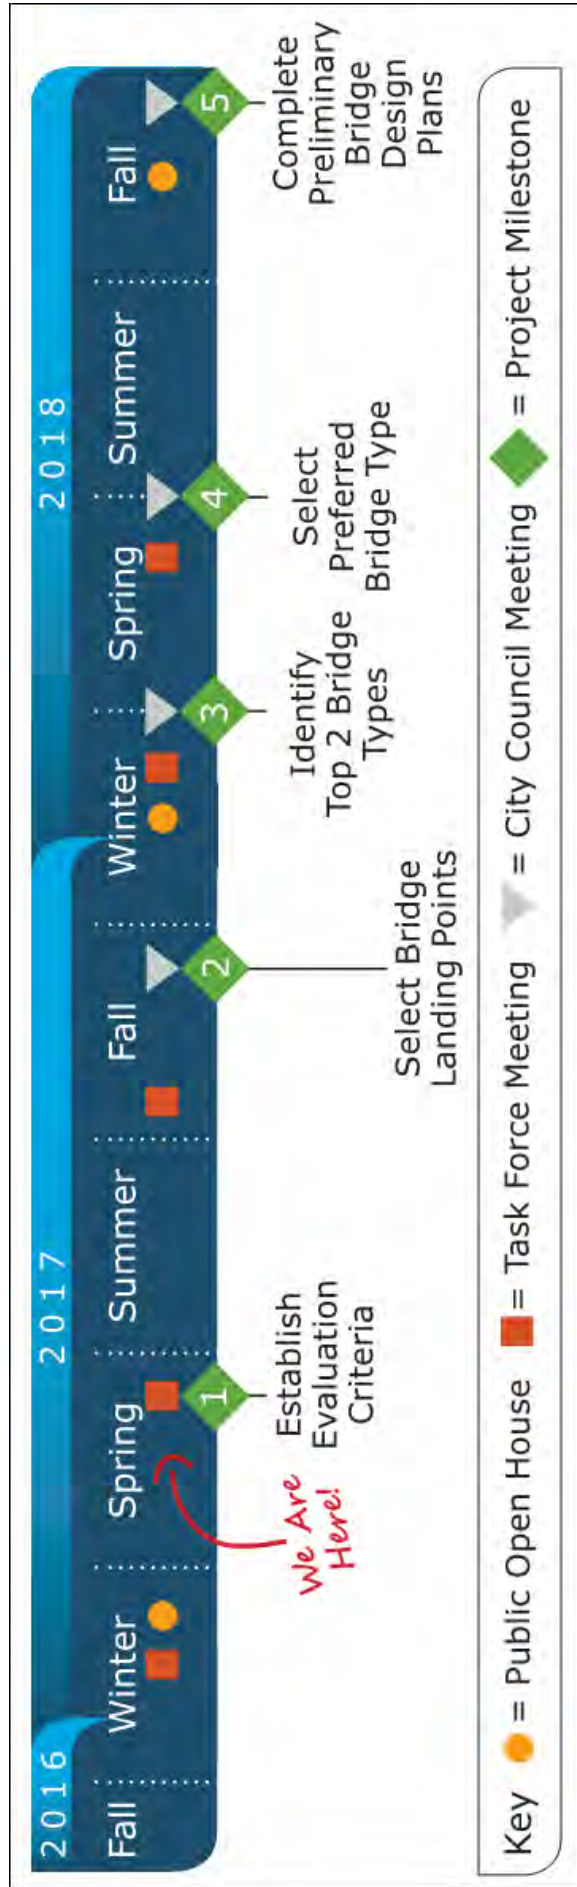 2016
2017
2018
Fall
Winter
Spring
Summer
Fall
Winter
Spring
Summer
Fall
We Are
Here!
1
2
3
4
5
Establish
Evaluation
Criteria
Select Bridge
Landing Points
Identify
Top 2 Bridge
Types
Select
Preferred
Bridge Type
Complete
Preliminary
Bridge
Design
Plans
Key = Public Open House = Task Force Meeting = City Council Meeting = Project Milestone